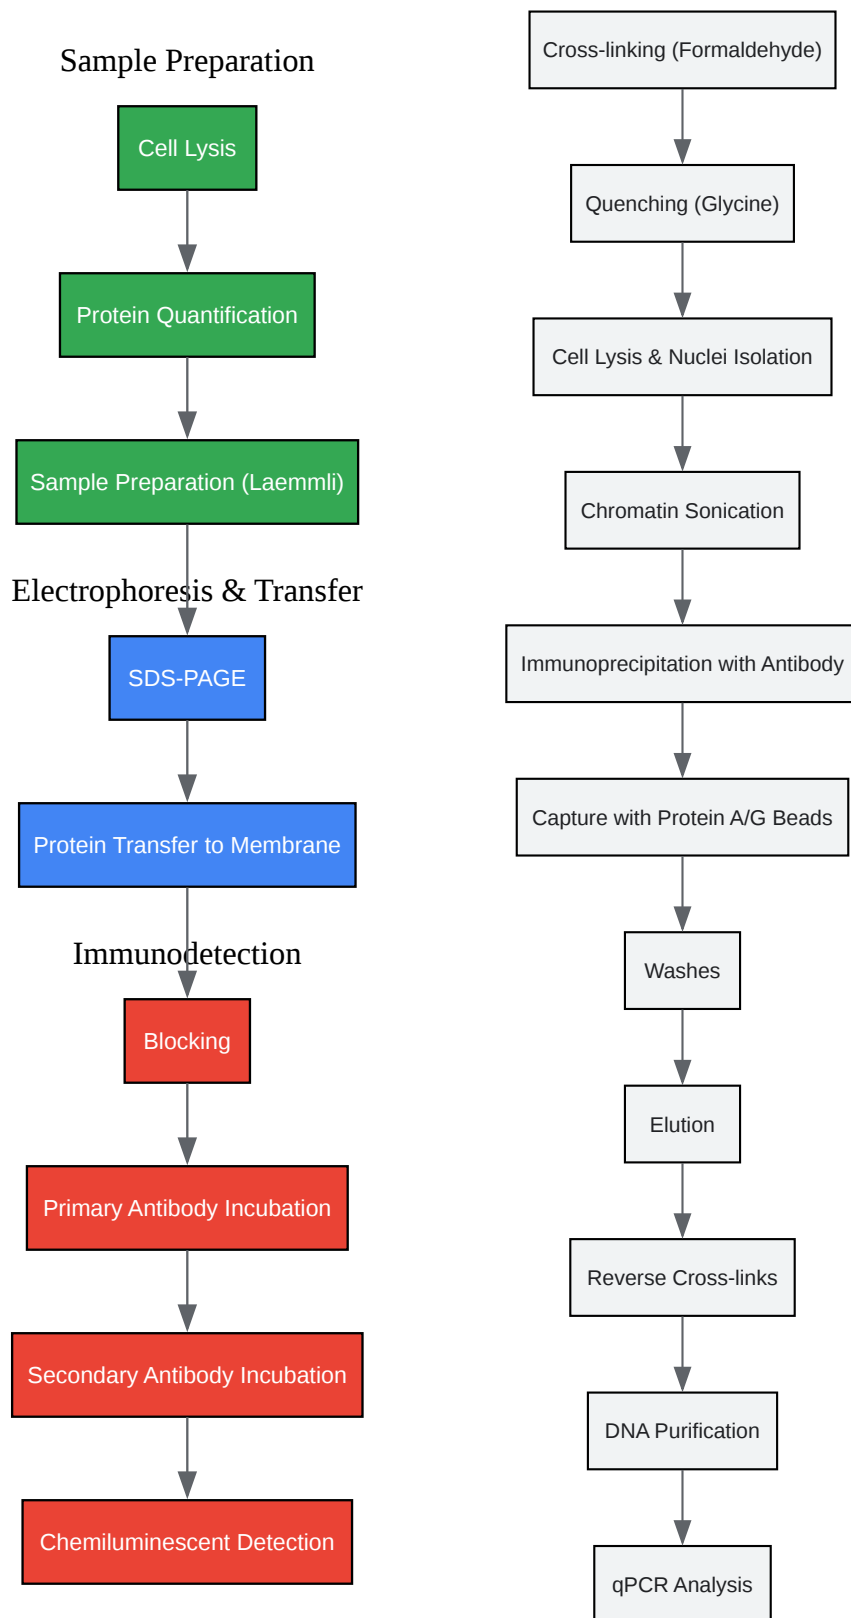 Sample Preparation
Cell Lysis
Protein Quantification
Sample Preparation (Laemmli)
Electrophoresis & Transfer
SDS-PAGE
Protein Transfer to Membrane
Immunodetection
Blocking
Primary Antibody Incubation
Secondary Antibody Incubation
Chemiluminescent Detection
Cross-linking (Formaldehyde)
Quenching (Glycine)
Cell Lysis & Nuclei Isolation
Chromatin Sonication
Immunoprecipitation with Antibody
Capture with Protein A/G Beads
Washes
Elution
Reverse Cross-links
DNA Purification
qPCR Analysis